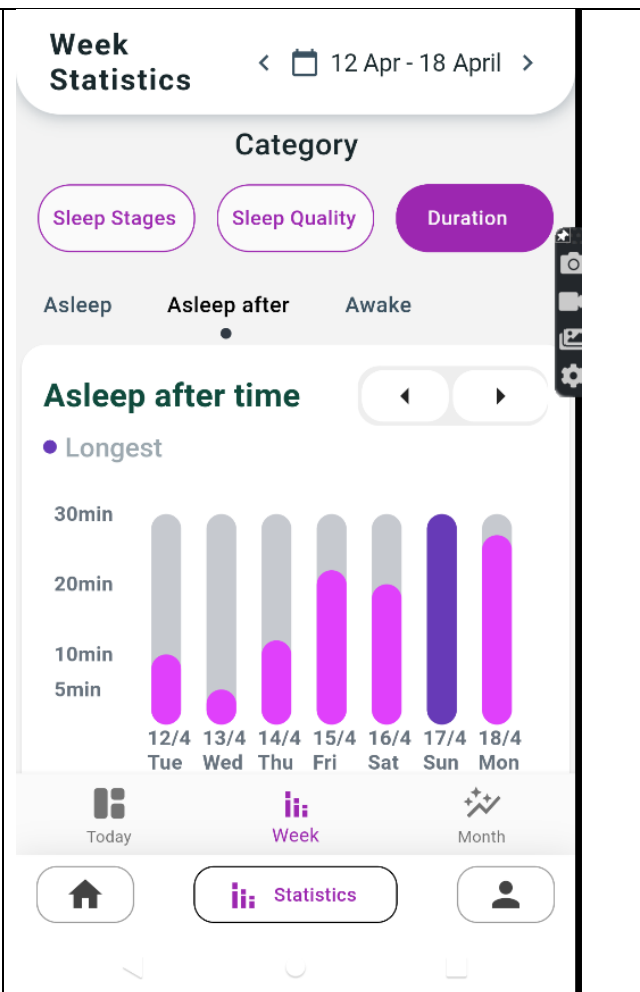 Week
Statistics
12 Apr - 18 April
Category
Sleep Stages Sleep Quality Duration
Asleep Asleep after Awake
Asleep after time
Longest
30min
20min
10min
5min
12/4 13/4 14/4 15/4 16/4 17/4 18/4
Tue Wed Thu Fri Sat Sun Mon
Today Week Month
Statistics